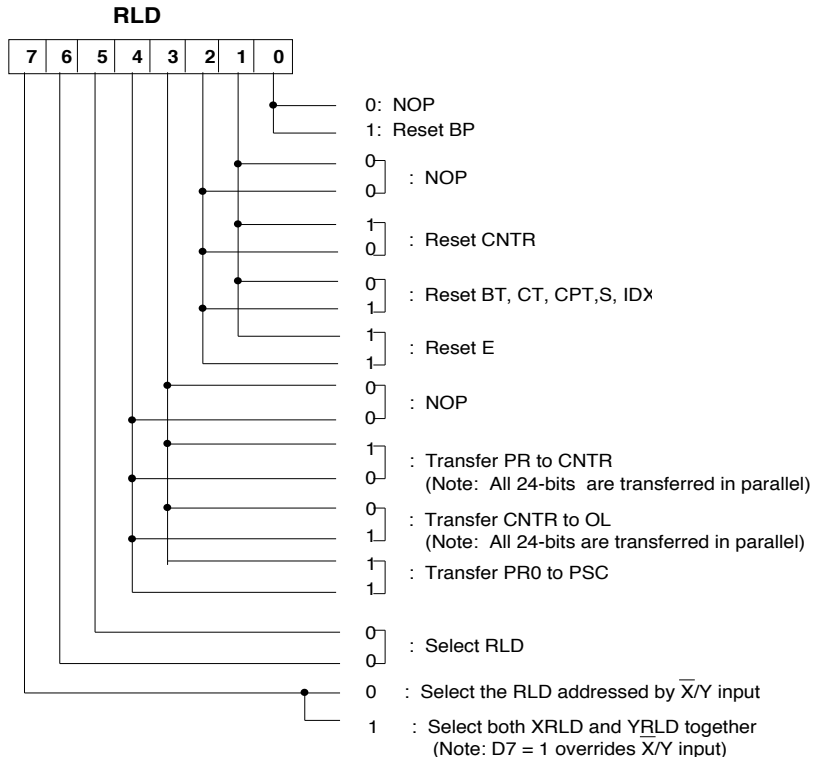 RLD
7 6 5 4 3 2 1 0
0: NOP
1: Reset BP
0
0
: NOP
1
0
: Reset CNTR
0
1
: Reset BT, CT, CPT,S, IDX
1
1
: Reset E
0
0
: NOP
1
0
: Transfer PR to CNTR
(Note: All 24-bits are transferred in parallel)
0
1
: Transfer CNTR to OL
(Note: All 24-bits are transferred in parallel)
1
1
: Transfer PR0 to PSC
0
0
: Select RLD
0 : Select the RLD addressed by X̅/Y input
1 : Select both XRLD and YRLD together
(Note: D7 = 1 overrides X̅/Y input)